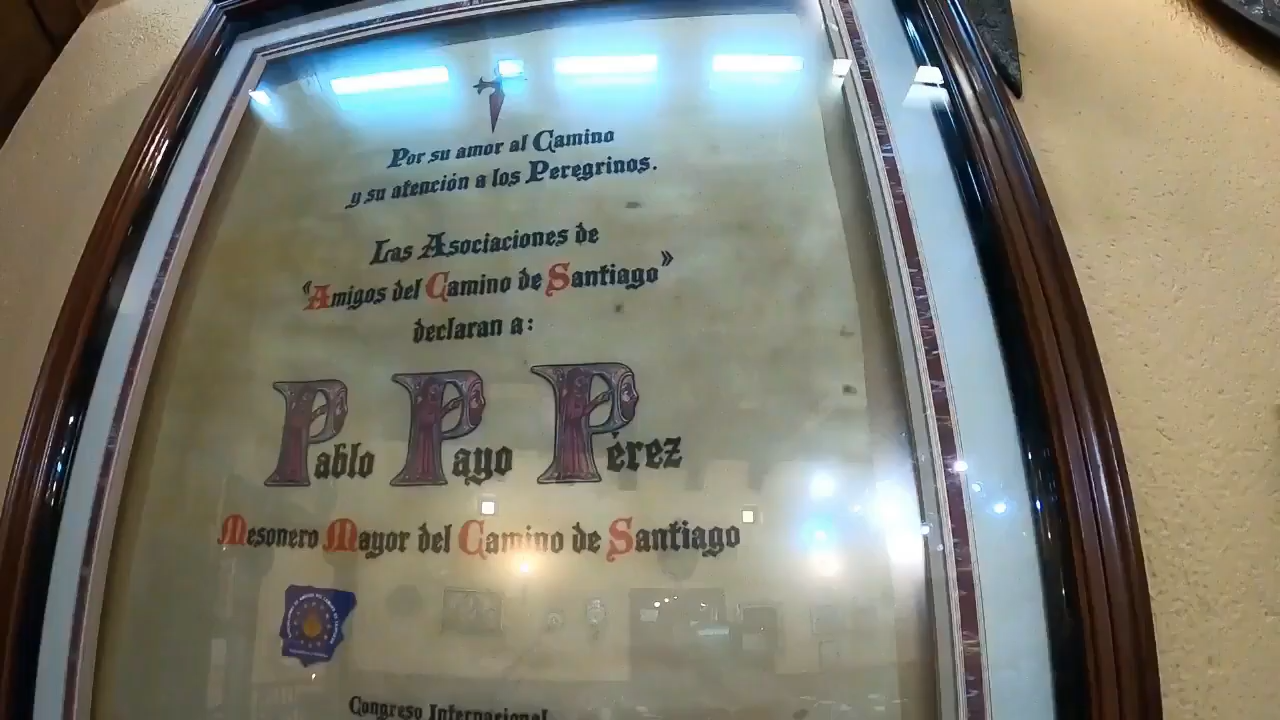 Por su amor al Camino
y su atención a los Peregrinos.
Las Asociaciones de
"Amigos del Camino de Santiago"
declaran a:
Pablo Payo Pérez
Mesonero Mayor del Camino de Santiago
Congreso Internacional